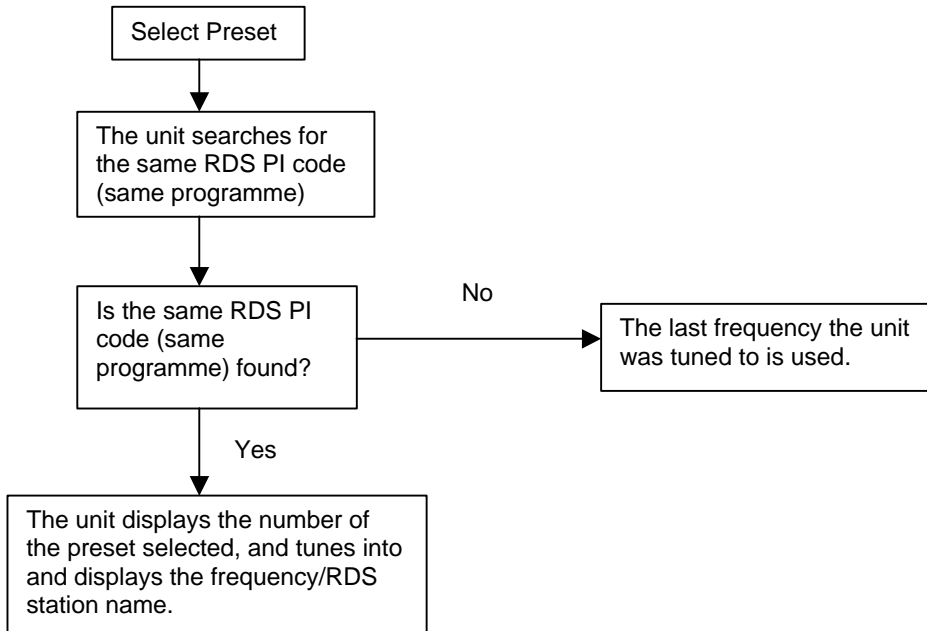 Select Preset
The unit searches for
the same RDS PI code
(same programme)
Is the same RDS PI
code (same
programme) found?
No
The last frequency the unit
was tuned to is used.
Yes
The unit displays the number of
the preset selected, and tunes into
and displays the frequency/RDS
station name.